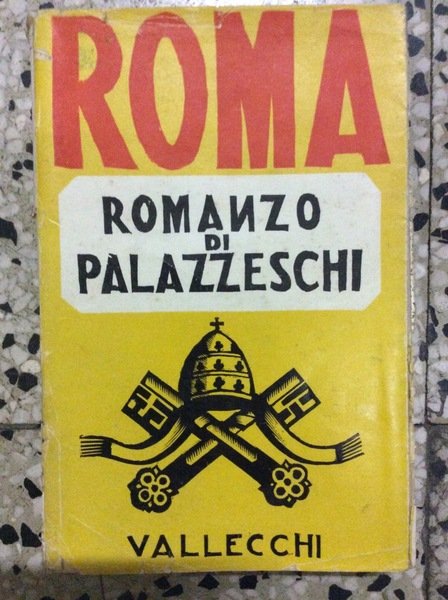 ROMA
ROMANZO
DI
PALAZZESCHI
VALLECCHI